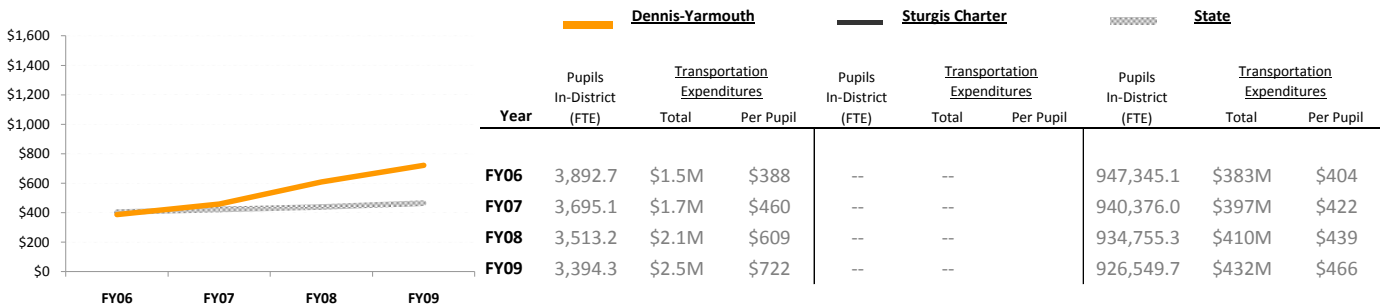 Dennis-Yarmouth Sturgis Charter State
$1,600
$1,400
$1,200
$1,000
$800
$600
$400
$200
$0
FY06 FY07 FY08 FY09
Pupils Transportation Pupils Transportation Pupils Transportation
In-District Expenditures In-District Expenditures In-District Expenditures
Year (FTE) Total Per Pupil (FTE) Total Per Pupil (FTE) Total Per Pupil
FY06 3,892.7 $1.5M $388 -- -- 947,345.1 $383M $404
FY07 3,695.1 $1.7M $460 -- -- 940,376.0 $397M $422
FY08 3,513.2 $2.1M $609 -- -- 934,755.3 $410M $439
FY09 3,394.3 $2.5M $722 -- -- 926,549.7 $432M $466